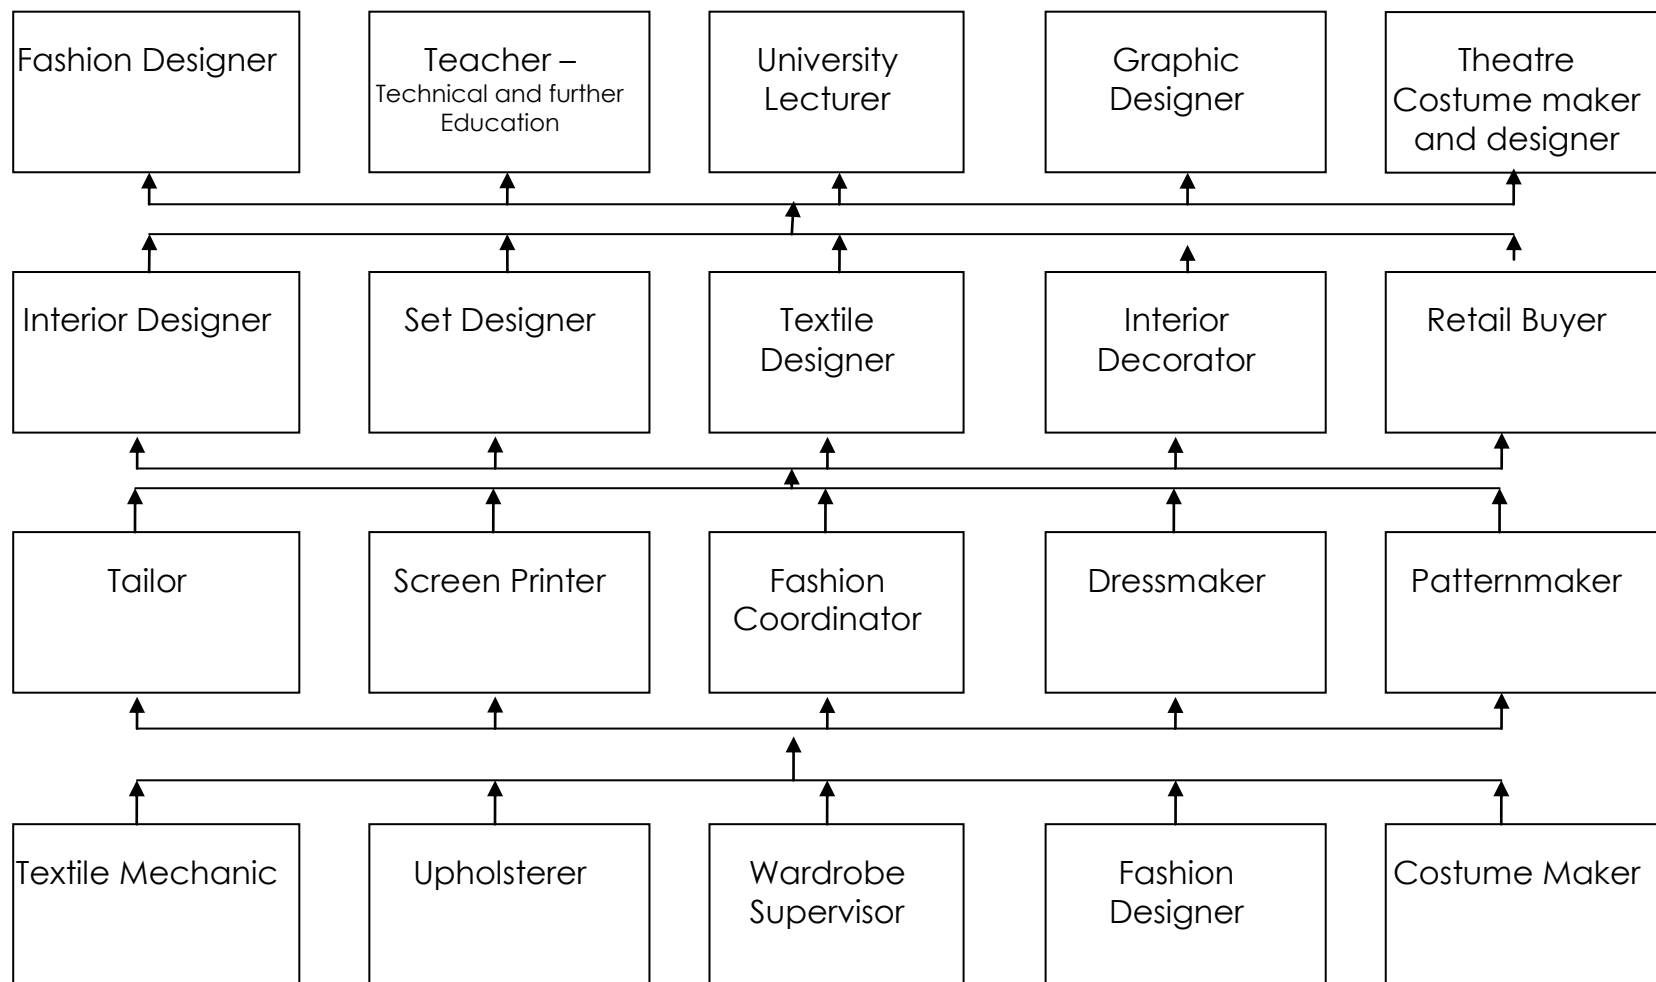 Fashion Designer
Teacher –
Technical and further
Education
University
Lecturer
Graphic
Designer
Theatre
Costume maker
and designer
Interior Designer
Set Designer
Textile
Designer
Interior
Decorator
Retail Buyer
Tailor
Screen Printer
Fashion
Coordinator
Dressmaker
Patternmaker
Textile Mechanic
Upholsterer
Wardrobe
Supervisor
Fashion
Designer
Costume Maker